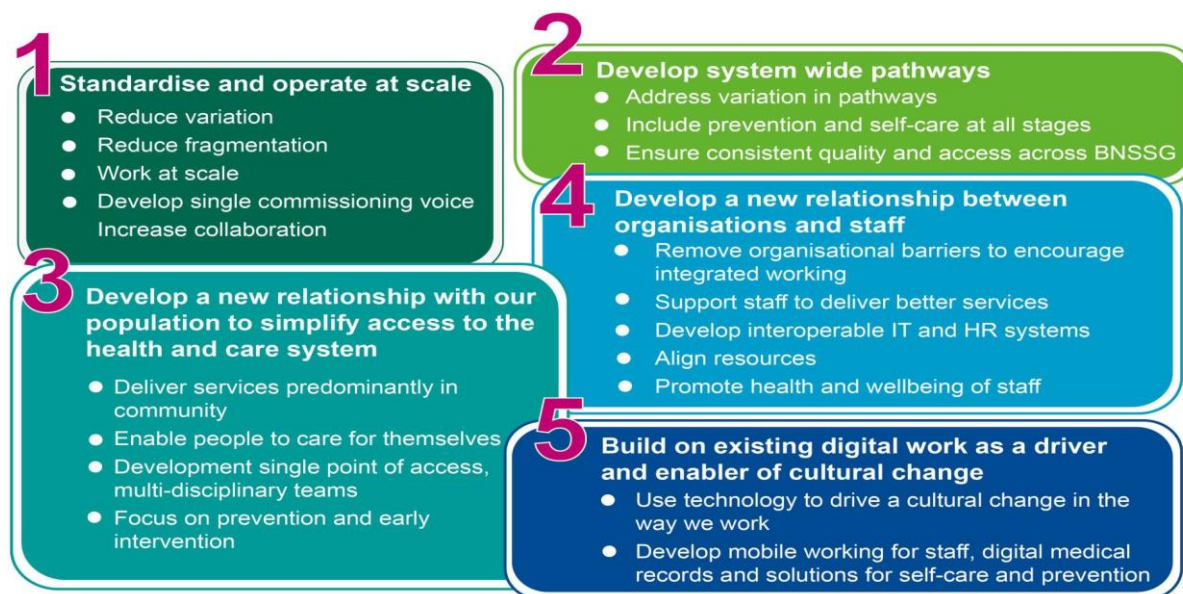 1
Standardise and operate at scale
● Reduce variation
● Reduce fragmentation
● Work at scale
● Develop single commissioning voice
Increase collaboration
2
Develop system wide pathways
● Address variation in pathways
● Include prevention and self-care at all stages
● Ensure consistent quality and access across BNSSG
3
Develop a new relationship with our
population to simplify access to the
health and care system
● Deliver services predominantly in
community
● Enable people to care for themselves
● Development single point of access,
multi-disciplinary teams
● Focus on prevention and early
intervention
4
Develop a new relationship between
organisations and staff
● Remove organisational barriers to encourage
integrated working
● Support staff to deliver better services
● Develop interoperable IT and HR systems
● Align resources
● Promote health and wellbeing of staff
5
Build on existing digital work as a driver
and enabler of cultural change
● Use technology to drive a cultural change in the
way we work
● Develop mobile working for staff, digital medical
records and solutions for self-care and prevention